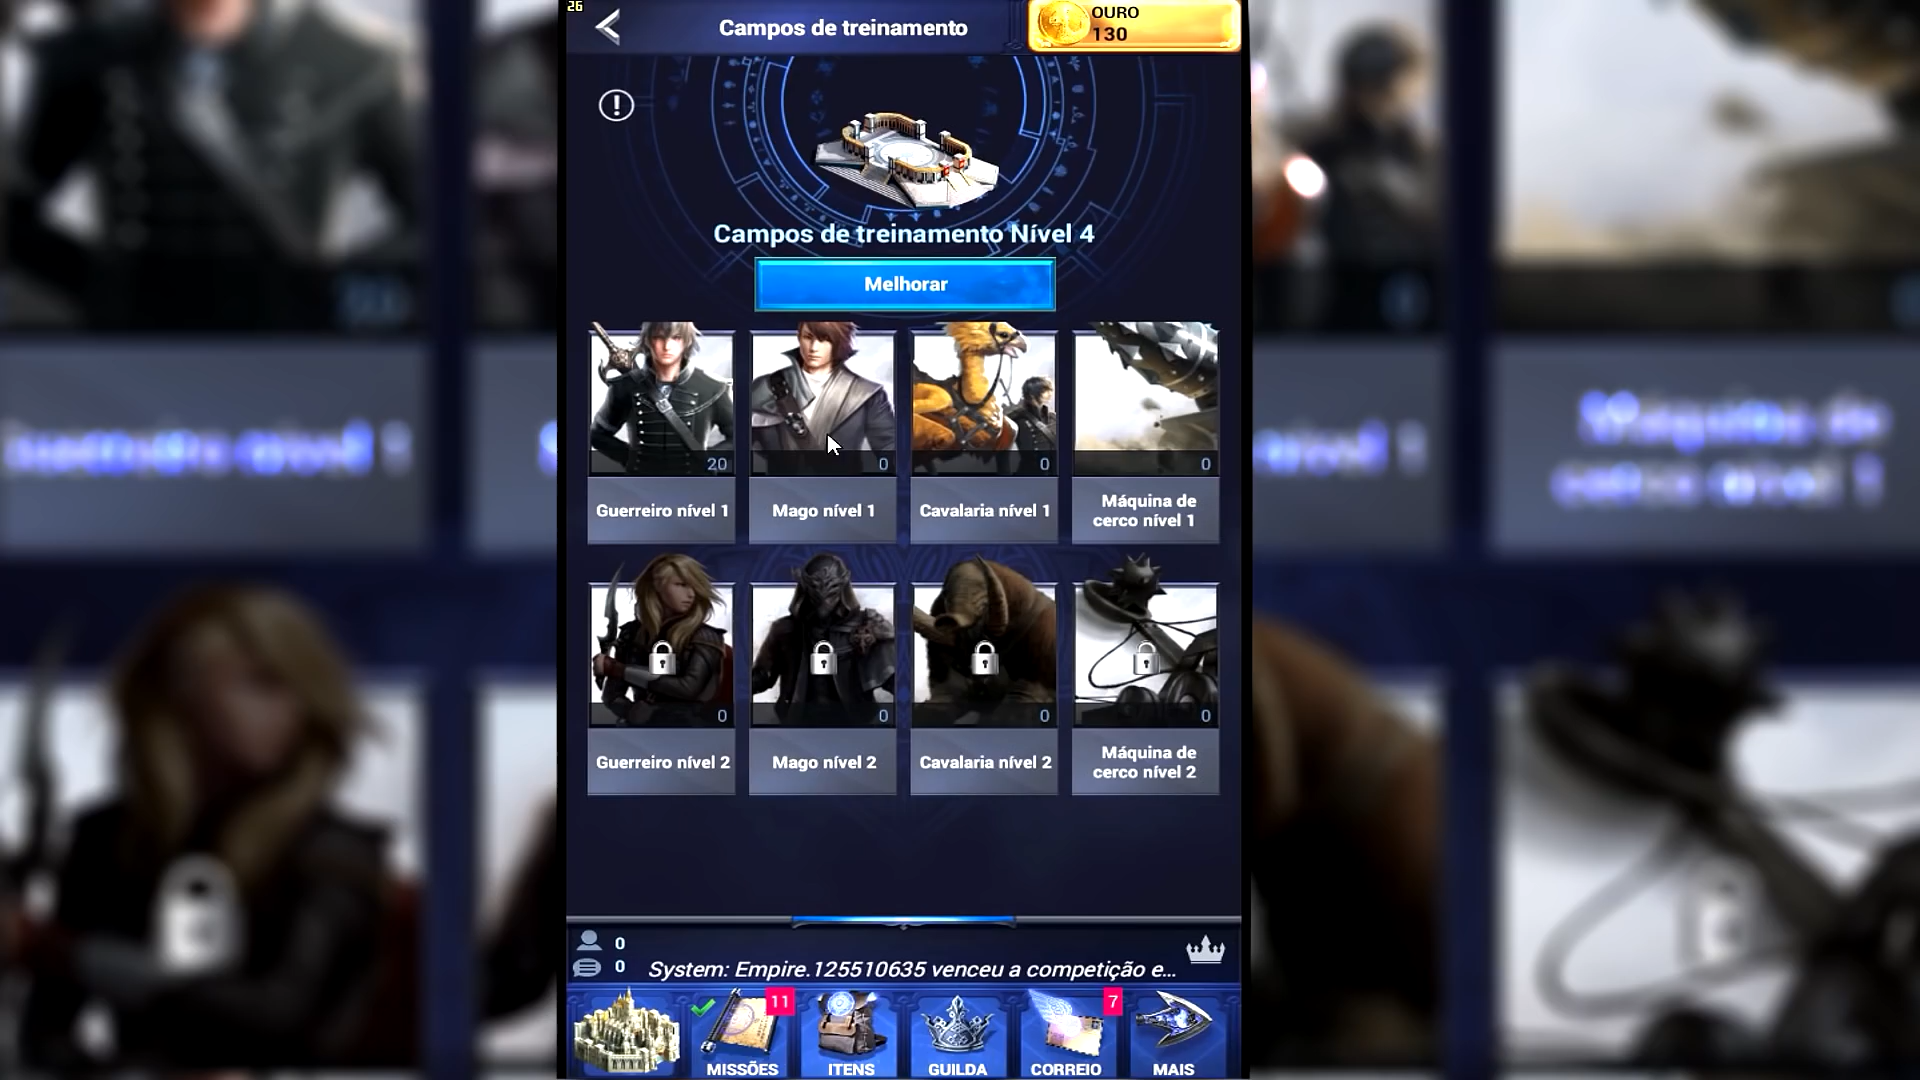 26
Campos de treinamento
OURO
130
Campos de treinamento Nível 4
Melhorar
20
0
0
0
Guerreiro nível 1
Mago nível 1
Cavalaria nível 1
Máquina de
cerco nível 1
0
0
0
0
Guerreiro nível 2
Mago nível 2
Cavalaria nível 2
Máquina de
cerco nível 2
0
0
System: Empire.125510635 venceu a competição e...
11
7
MISSÕES
ITENS
GUILDA
CORREIO
MAIS